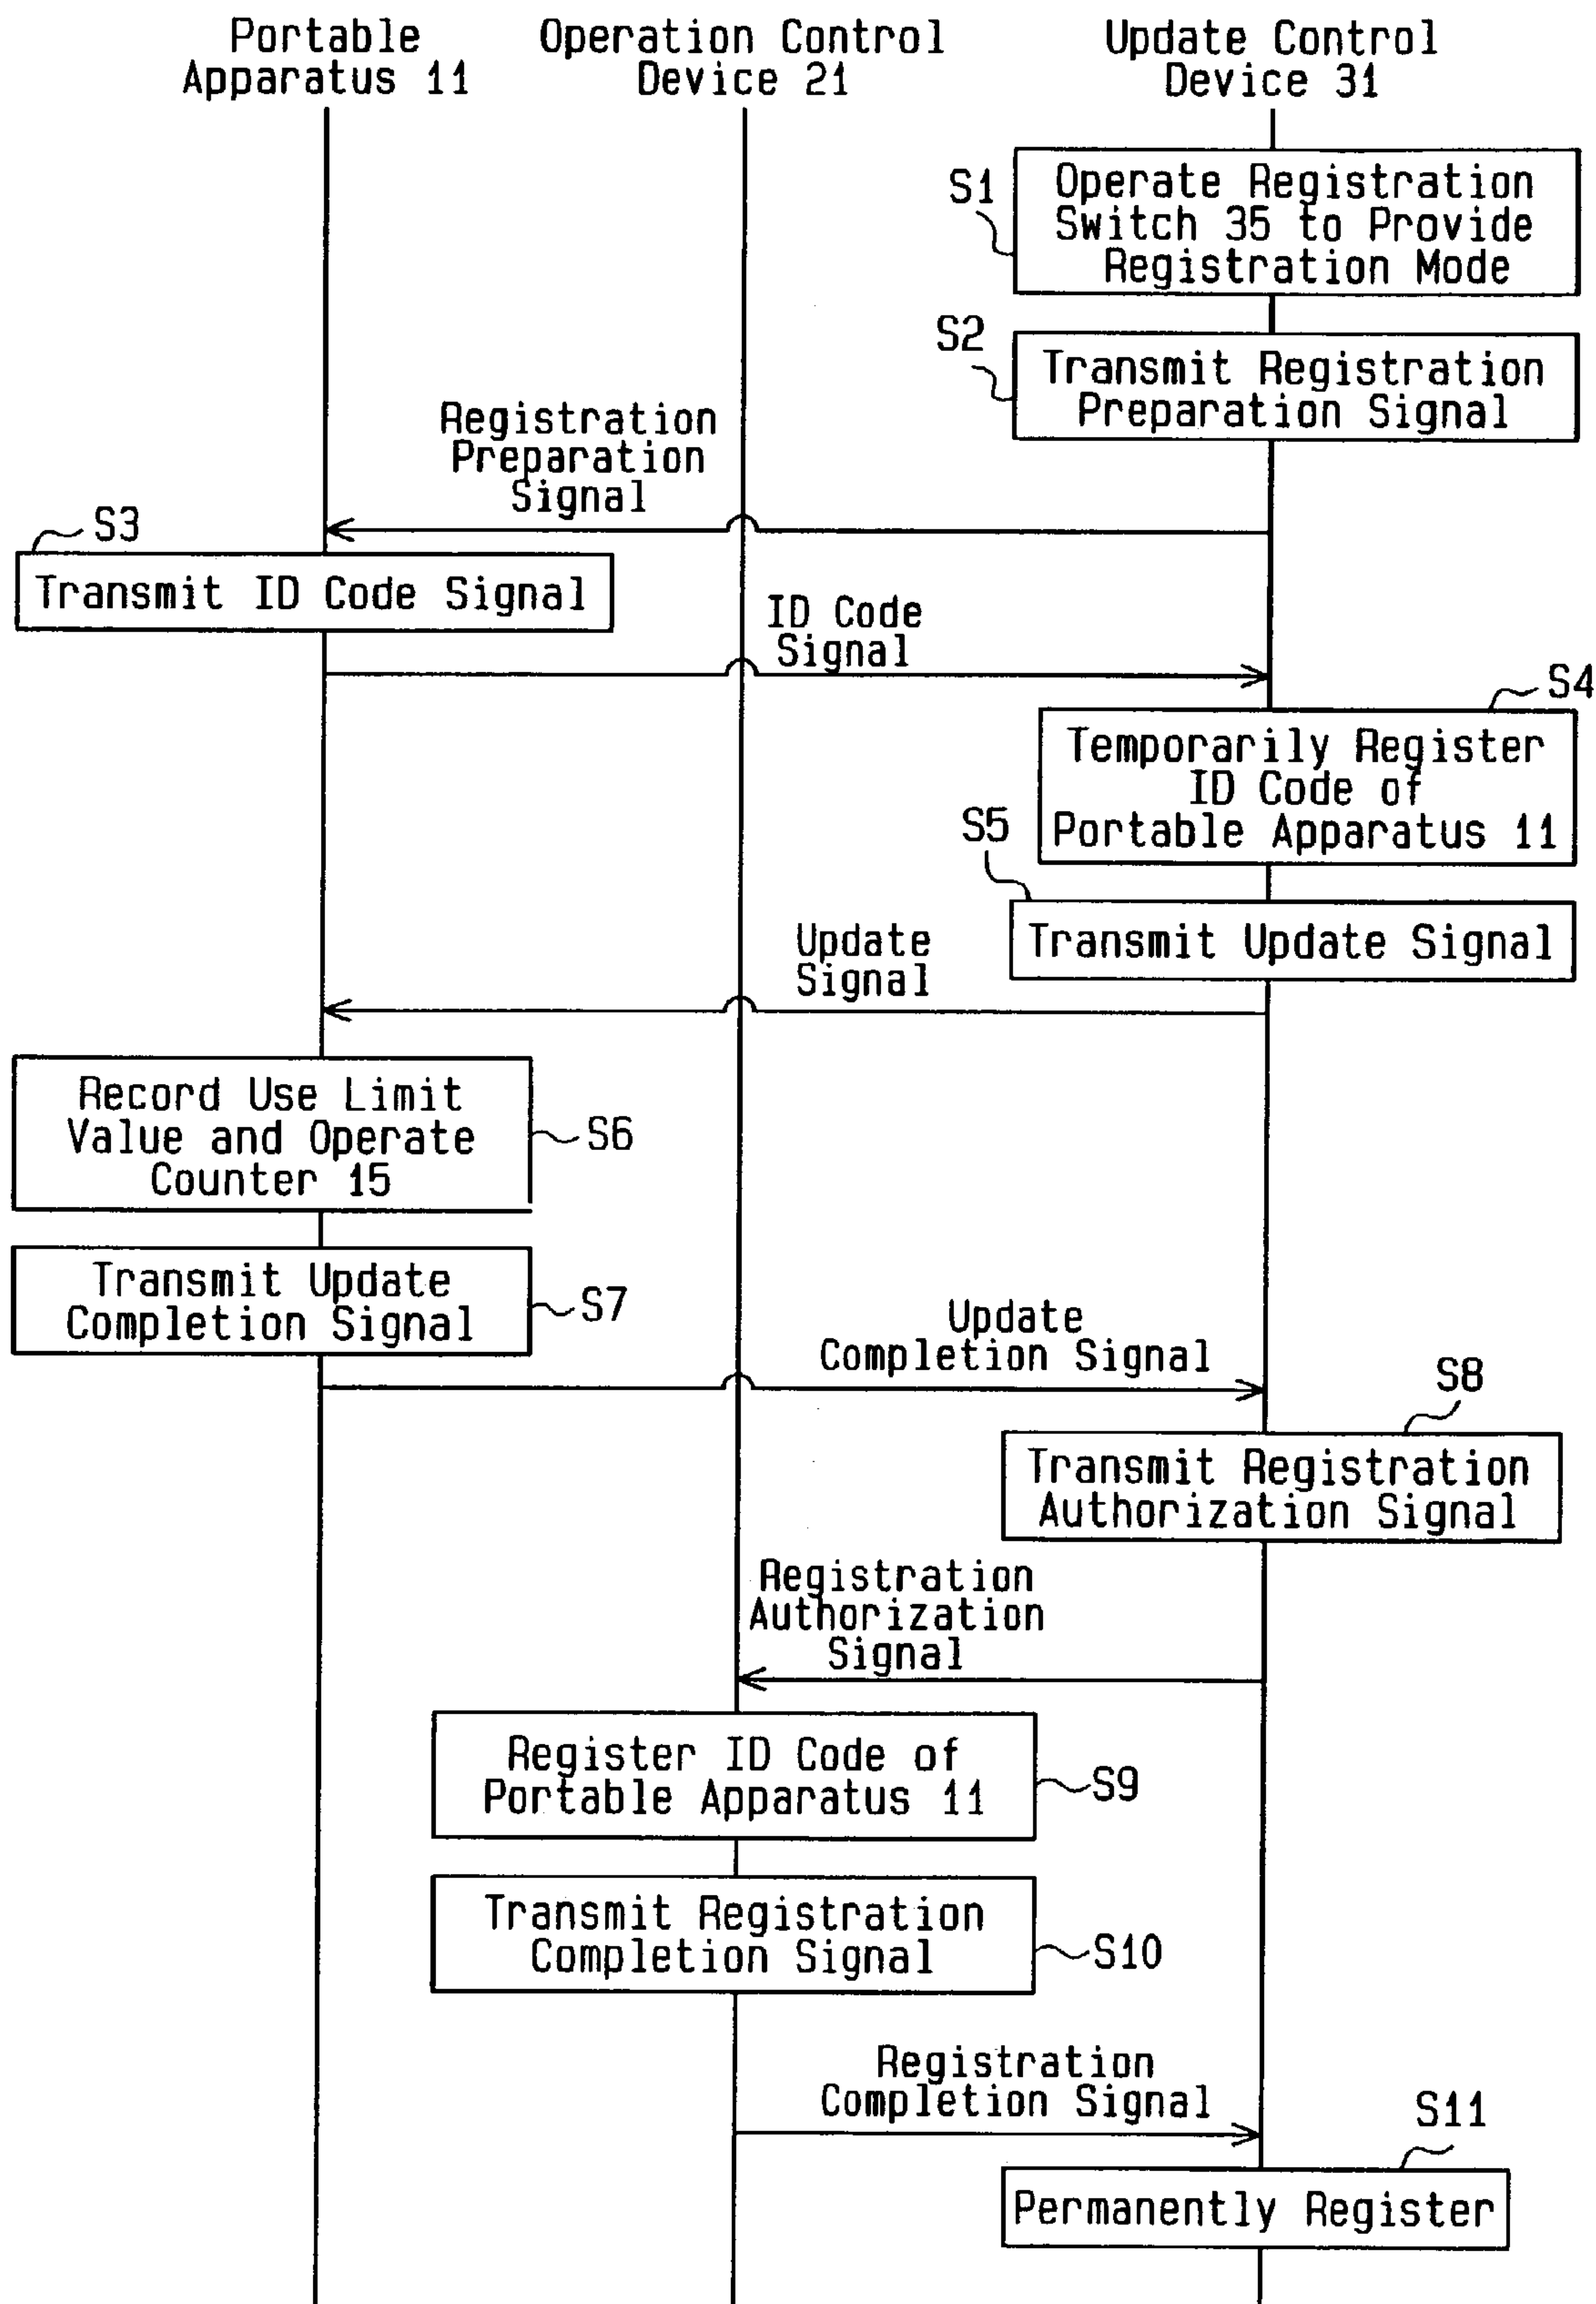 Portable
Apparatus 11
Operation Control
Device 21
Update Control
Device 31
S1
Operate Registration
Switch 35 to Provide
Registration Mode
S2
Transmit Registration
Preparation Signal
Registration
Preparation
Signal
S3
Transmit ID Code Signal
ID Code
Signal
S4
Temporarily Register
ID Code of
Portable Apparatus 11
S5
Transmit Update Signal
Update
Signal
Record Use Limit
Value and Operate
Counter 15
S6
Transmit Update
Completion Signal
S7
Update
Completion Signal
S8
Transmit Registration
Authorization Signal
Registration
Authorization
Signal
Register ID Code of
Portable Apparatus 11
S9
Transmit Registration
Completion Signal
S10
Registration
Completion Signal
S11
Permanently Register